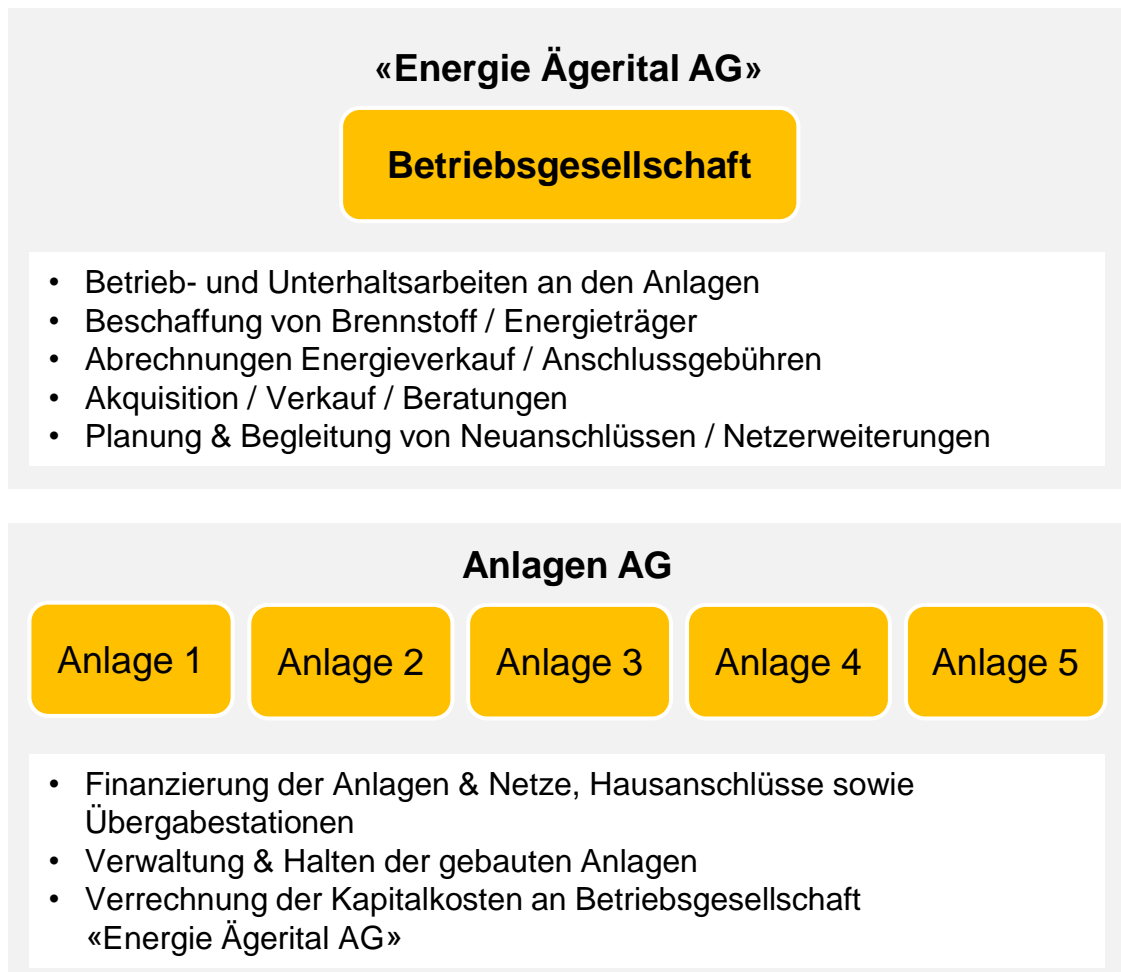 «Energie Ägerital AG»
Betriebsgesellschaft
• Betrieb- und Unterhaltsarbeiten an den Anlagen
• Beschaffung von Brennstoff / Energieträger
• Abrechnungen Energieverkauf / Anschlussgebühren
• Akquisition / Verkauf / Beratungen
• Planung & Begleitung von Neuanschlüssen / Netzerweiterungen
Anlagen AG
Anlage 1 Anlage 2 Anlage 3 Anlage 4 Anlage 5
• Finanzierung der Anlagen & Netze, Hausanschlüsse sowie
Übergabestationen
• Verwaltung & Halten der gebauten Anlagen
• Verrechnung der Kapitalkosten an Betriebsgesellschaft
«Energie Ägerital AG»